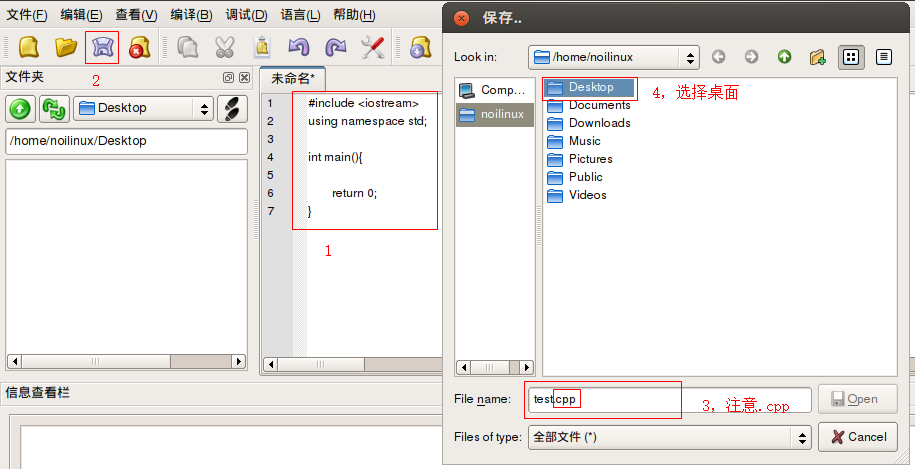 文件(F) 编辑(E) 查看(V) 编译(B) 调试(D) 语言(L) 帮助(H)
2
文件夹
Desktop
/home/noilinux/Desktop
未命名*
1 #include <iostream>
2 using namespace std;
3
4 int main(){
5
6 return 0;
7 }
1
信息查看栏
保存..
Look in: /home/noilinux
Comp...
noilinux
Desktop
Documents
Downloads
Music
Pictures
Public
Videos
4，选择桌面
File name: test.cpp
3，注意.cpp
Open
Files of type: 全部文件 (*)
Cancel